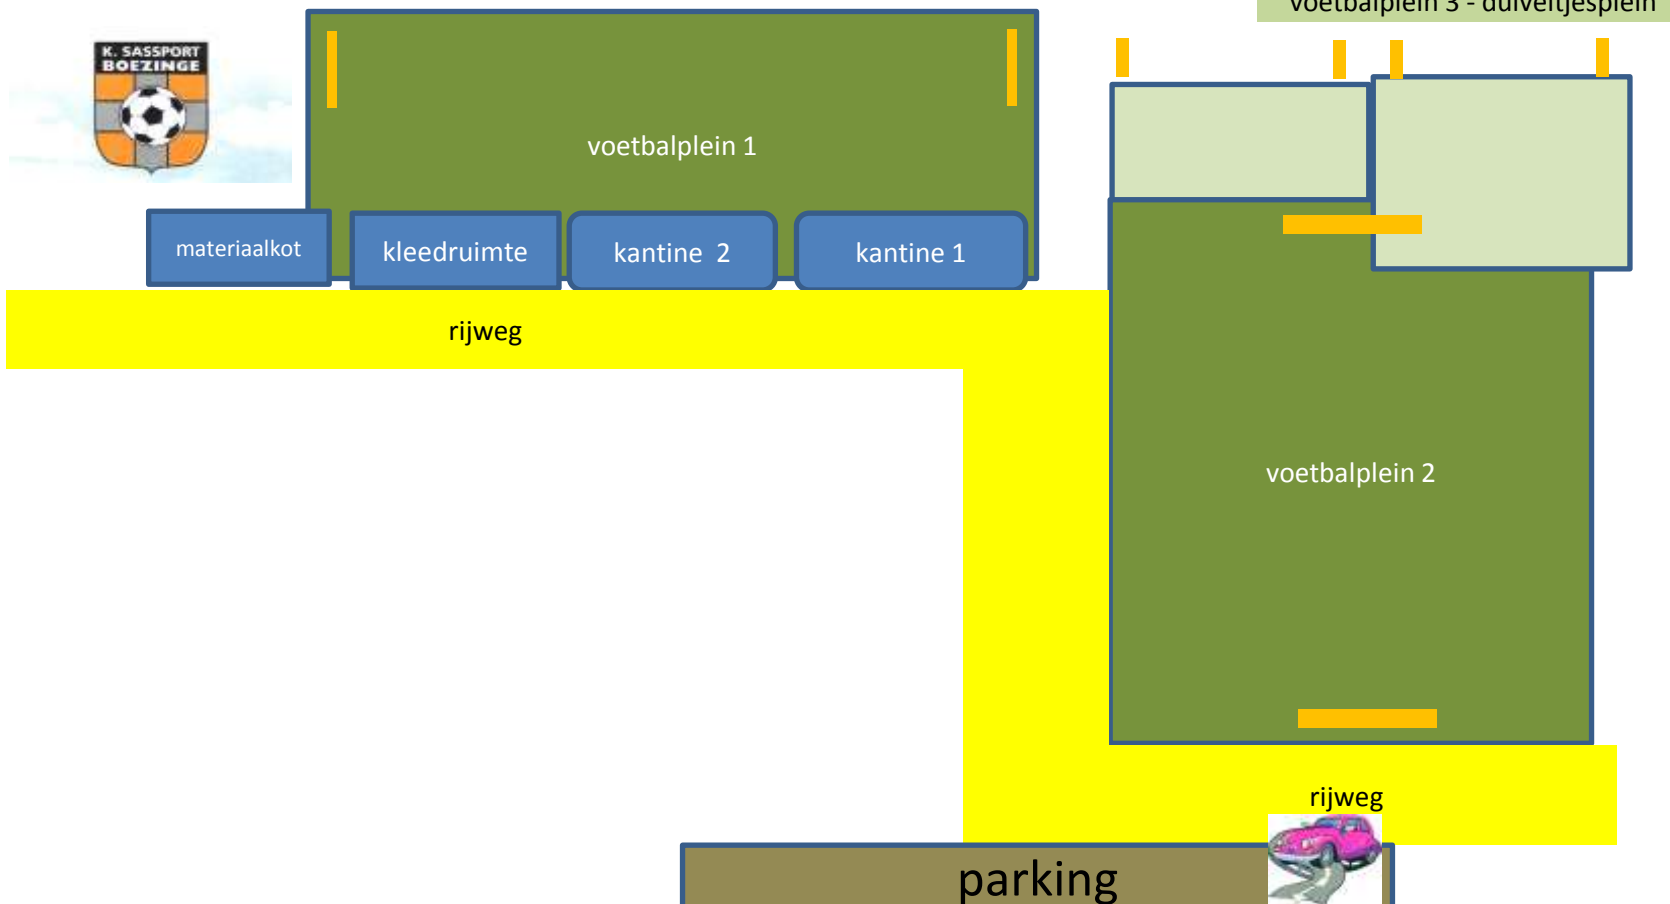 voetbalplein 3 - duiveltjesplein
K. SASSPORT
BOEZINGE
voetbalplein 1
materiaalkot
kleedruimte
kantine 2
kantine 1
rijweg
voetbalplein 2
rijweg
parking